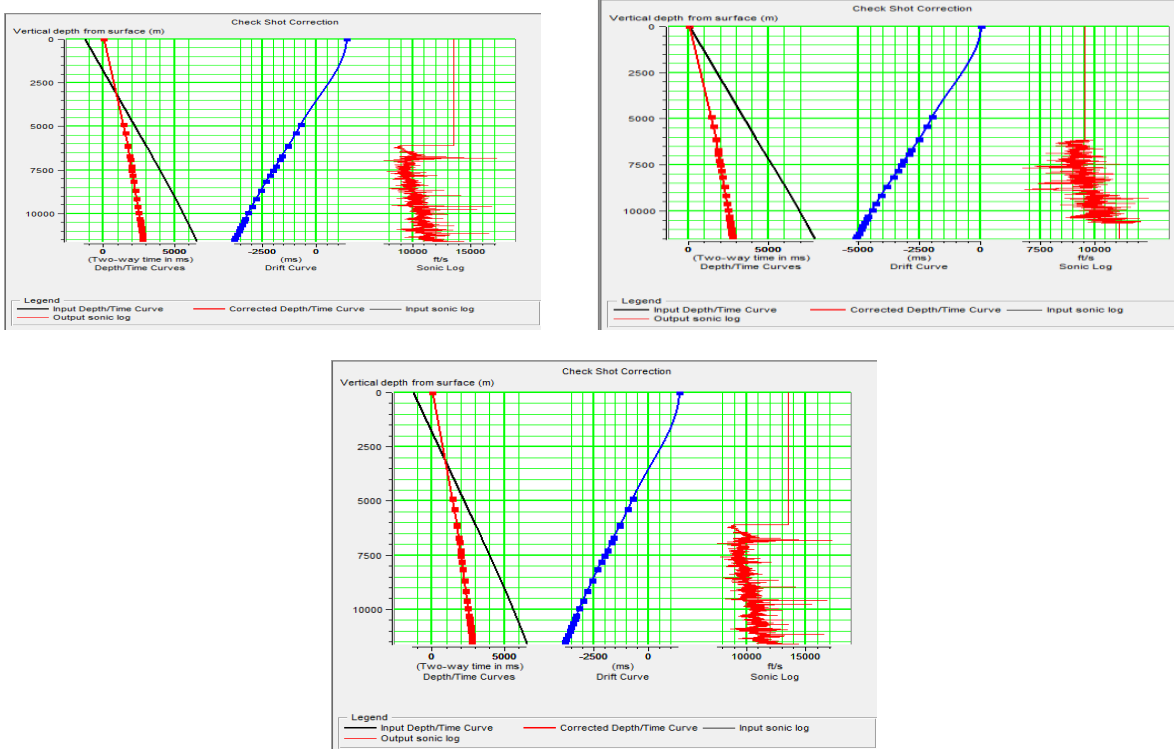 Check Shot Correction
Vertical depth from surface (m)
0
2500
5000
7500
10000
0 5000 -2500 0 10000 15000
(Two-way time in ms) (ms) ft/s
Depth/Time Curves Drift Curve Sonic Log
Legend
Input Depth/Time Curve Corrected Depth/Time Curve Input sonic log
Output sonic log
Check Shot Correction
Vertical depth from surface (m)
0
2500
5000
7500
10000
0 5000 -5000 -2500 0 7500 10000
(Two-way time in ms) (ms) ft/s
Depth/Time Curves Drift Curve Sonic Log
Legend
Input Depth/Time Curve Corrected Depth/Time Curve Input sonic log
Output sonic log
Check Shot Correction
Vertical depth from surface (m)
0
2500
5000
7500
10000
0 5000 -2500 0 10000 15000
(Two-way time in ms) (ms) ft/s
Depth/Time Curves Drift Curve Sonic Log
Legend
Input Depth/Time Curve Corrected Depth/Time Curve Input sonic log
Output sonic log